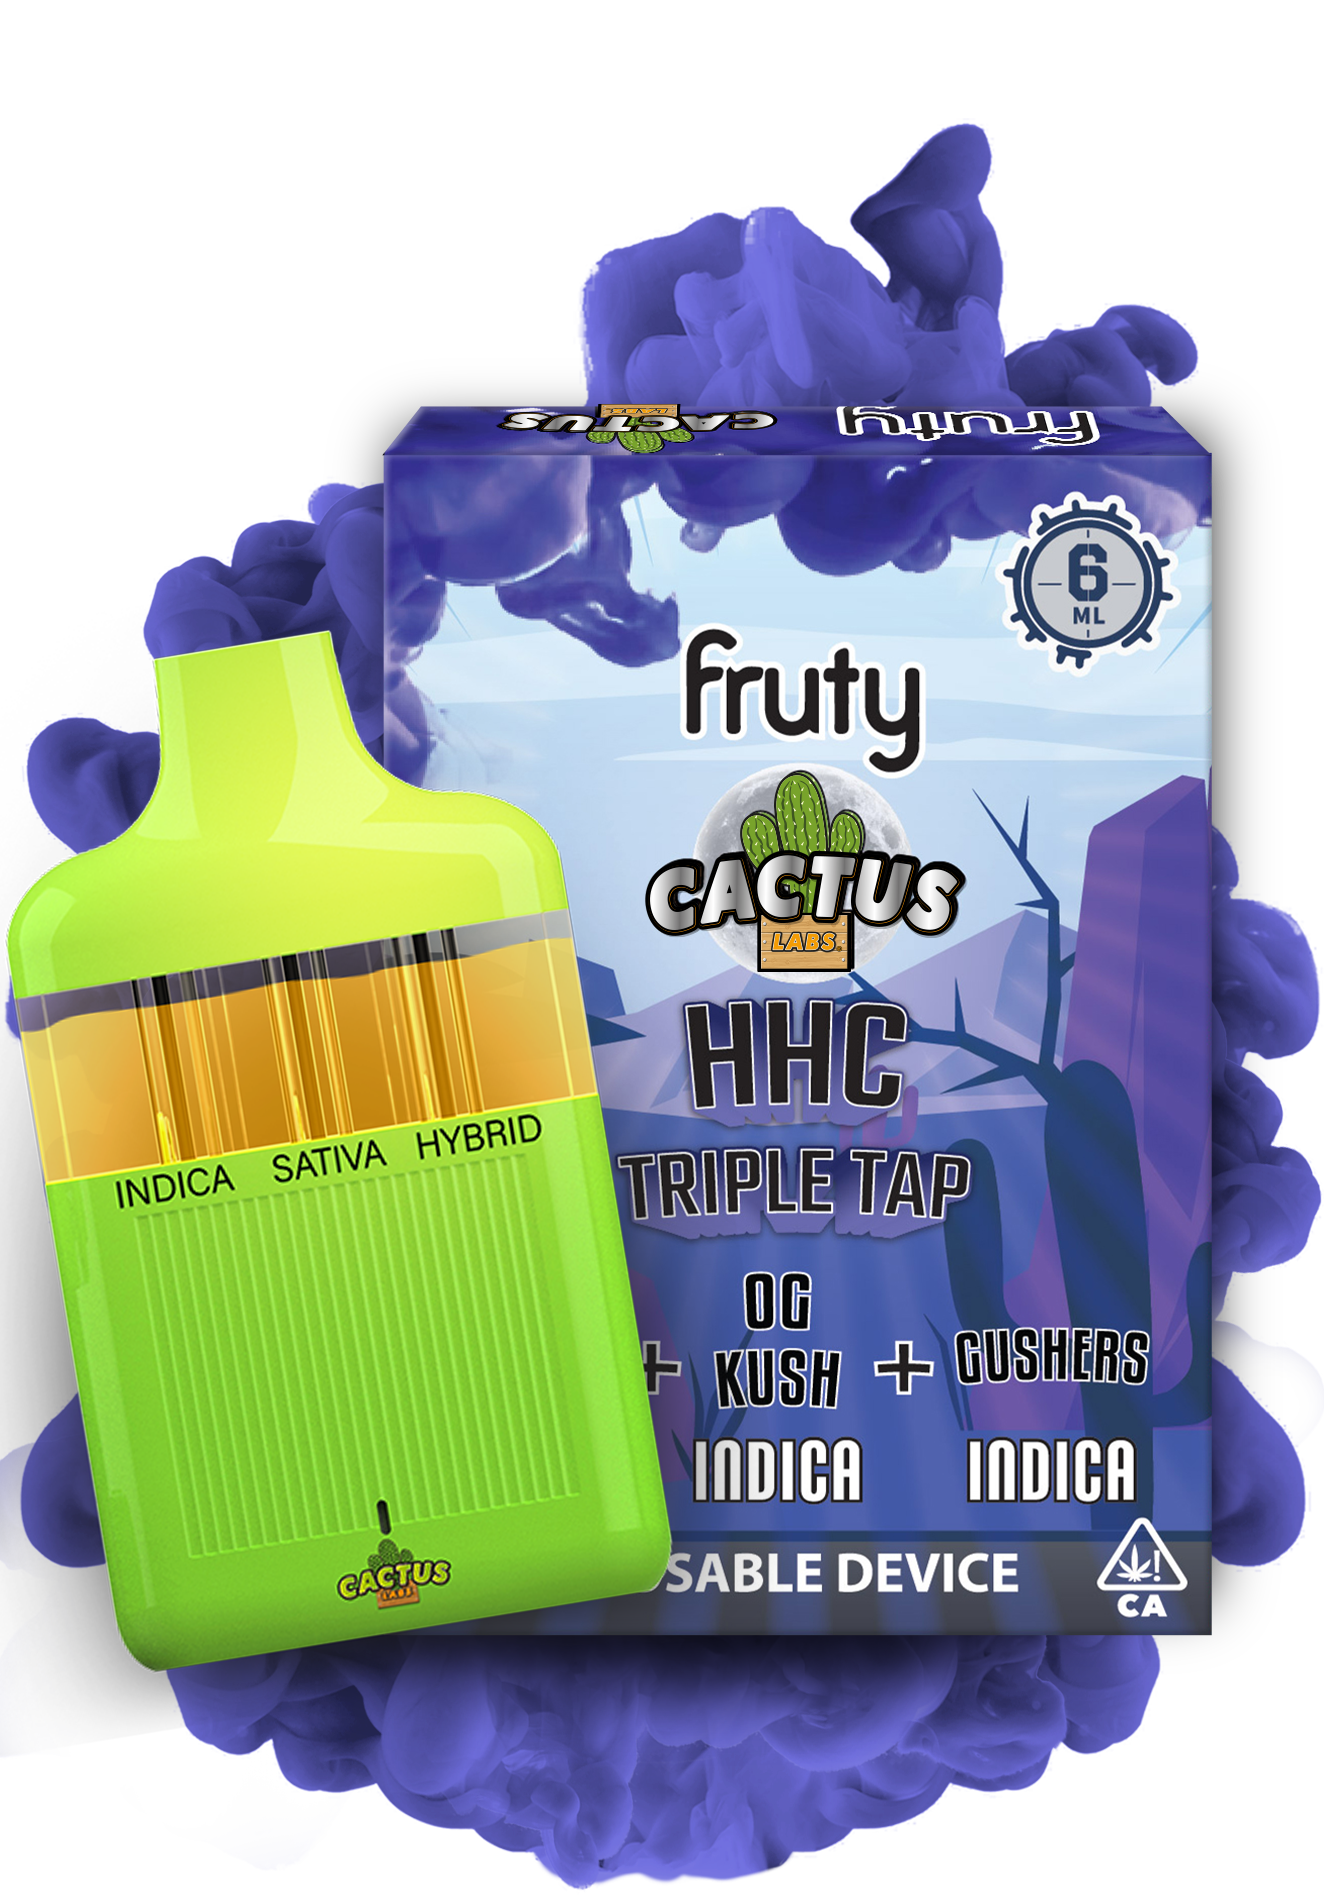 CACTUS
LABS
fruty
6
ML
fruty
CACTUS
LABS
HHC
TRIPLE TAP
INDICA SATIVA HYBRID
OG
+ KUSH + GUSHERS
INDICA INDICA
SABLE DEVICE
CA
CACTUS
LABS